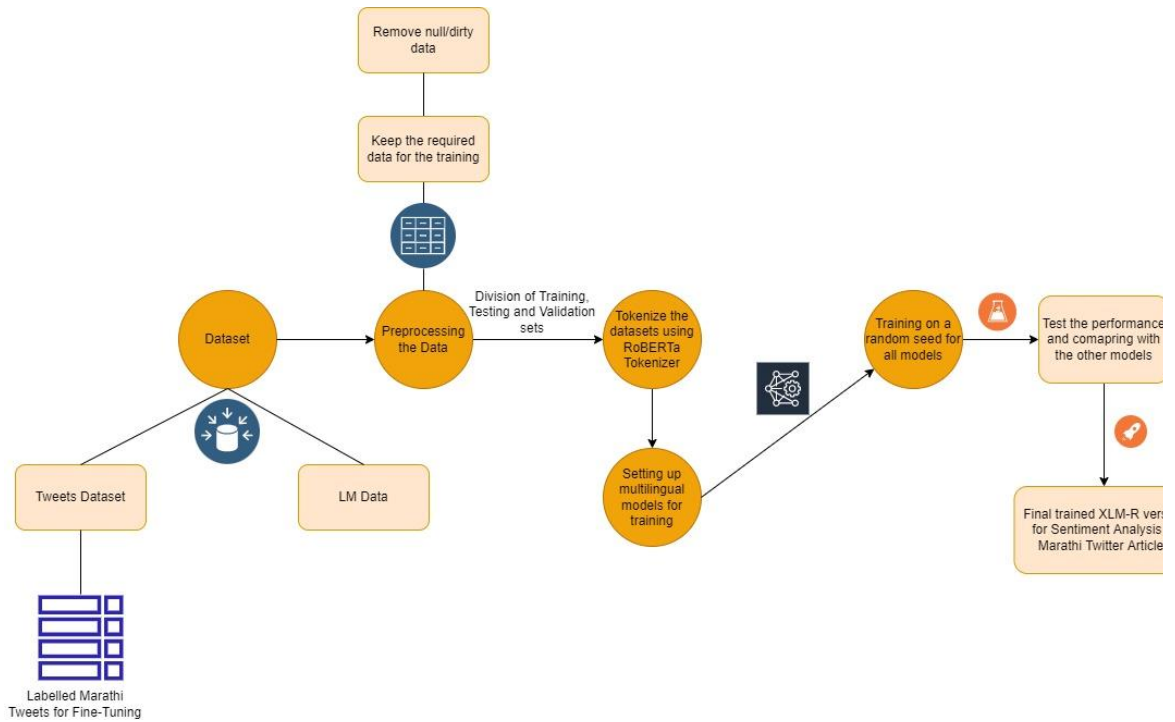 Remove null/dirty
data
Keep the required
data for the training
Division of Training,
Testing and Validation
sets
Dataset
Preprocessing
the Data
Tokenize the
datasets using
RoBERTa
Tokenizer
Training on a
random seed for
all models
Test the performance
and comapring with
the other models
Tweets Dataset
LM Data
Setting up
multilingual
models for
training
Final trained XLM-R
for Sentiment Analysis
Marathi Twitter
Labelled Marathi
Tweets for Fine-Tuning